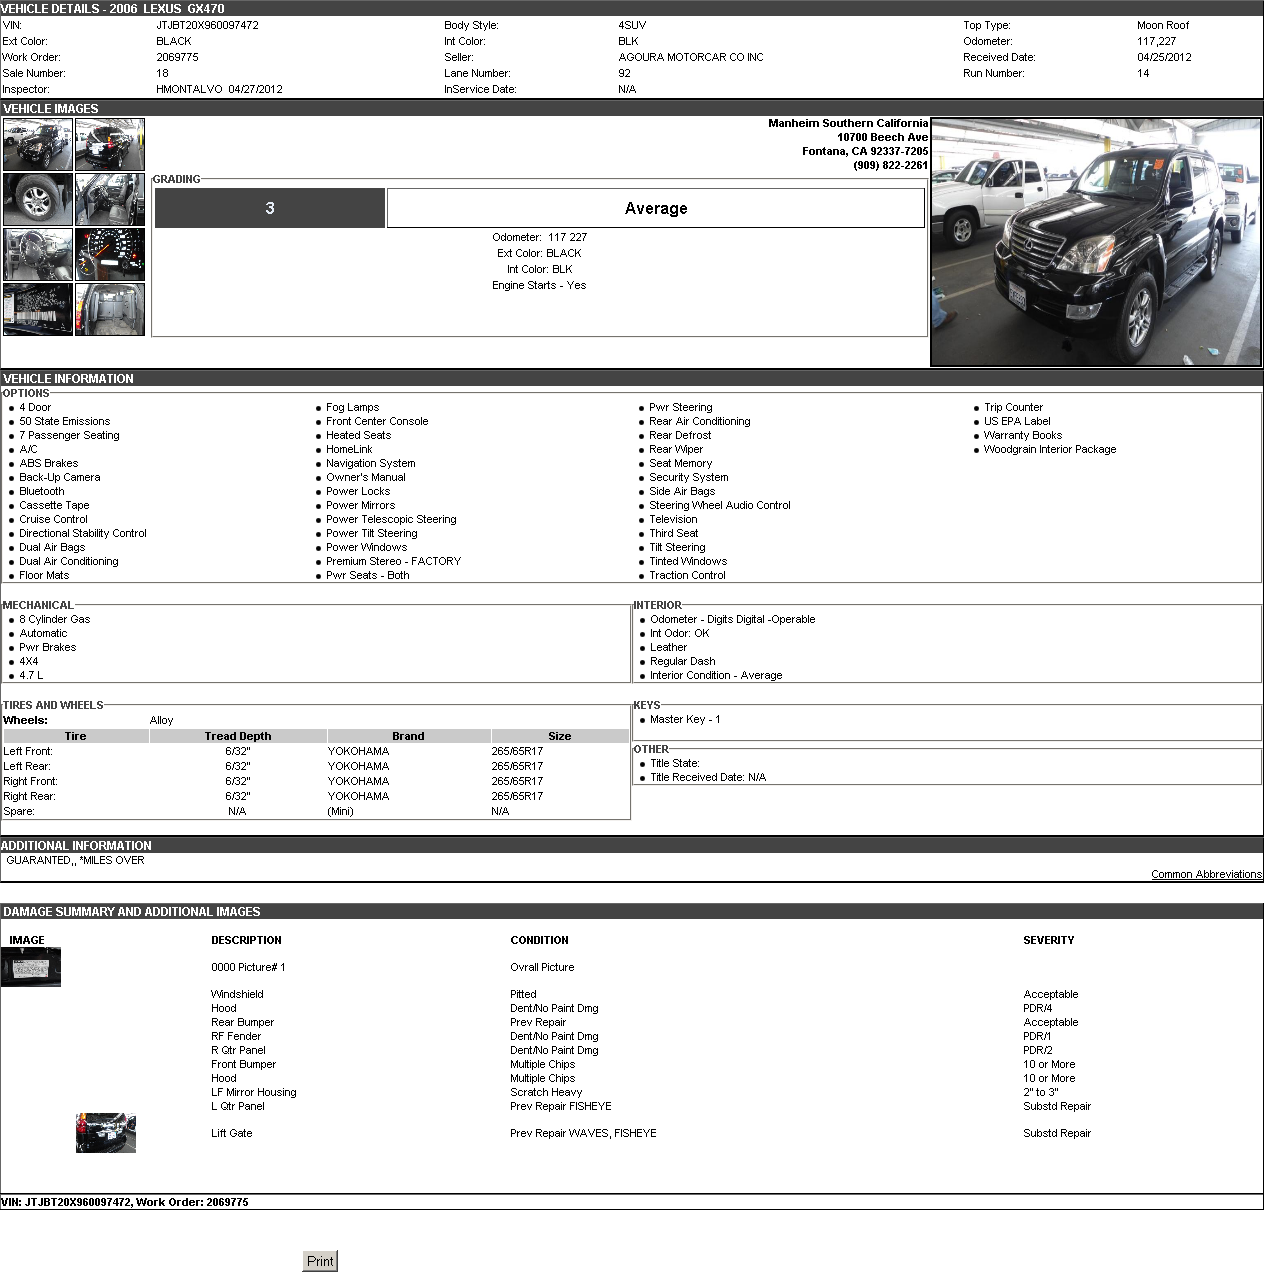 VEHICLE DETAILS - 2006 LEXUS GX470
VIN: JTJBT20X960097472 Body Style: 4SUV Top Type: Moon Roof
Ext Color: BLACK Int Color: BLK Odometer: 117,227
Work Order: 2069775 Seller: AGOURA MOTORCAR CO INC Received Date: 04/25/2012
Sale Number: 18 Lane Number: 92 Run Number: 14
Inspector: HMONTALVO 04/27/2012 InService Date: N/A
VEHICLE IMAGES
Manheim Southern California
10700 Beech Ave
Fontana, CA 92337-7205
(909) 822-2261
GRADING
3 Average
Odometer: 117 227
Ext Color: BLACK
Int Color: BLK
Engine Starts - Yes
VEHICLE INFORMATION
OPTIONS
4 Door Fog Lamps Pwr Steering Trip Counter
50 State Emissions Front Center Console Rear Air Conditioning US EPA Label
7 Passenger Seating Heated Seats Rear Defrost Warranty Books
A/C HomeLink Rear Wiper Woodgrain Interior Package
ABS Brakes Navigation System Seat Memory
Back-Up Camera Owner's Manual Security System
Bluetooth Power Locks Side Air Bags
Cassette Tape Power Mirrors Steering Wheel Audio Control
Cruise Control Power Telescopic Steering Television
Directional Stability Control Power Tilt Steering Third Seat
Dual Air Bags Power Windows Tilt Steering
Dual Air Conditioning Premium Stereo - FACTORY Tinted Windows
Floor Mats Pwr Seats - Both Traction Control
MECHANICAL
8 Cylinder Gas
Automatic
Pwr Brakes
4X4
4.7 L
INTERIOR
Odometer - Digits Digital -Operable
Int Odor: OK
Leather
Regular Dash
Interior Condition - Average
TIRES AND WHEELS
Wheels: Alloy
Tire Tread Depth Brand Size
Left Front: 6/32" YOKOHAMA 265/65R17
Left Rear: 6/32" YOKOHAMA 265/65R17
Right Front: 6/32" YOKOHAMA 265/65R17
Right Rear: 6/32" YOKOHAMA 265/65R17
Spare: N/A (Mini) N/A
KEYS
Master Key - 1
OTHER
Title State:
Title Received Date: N/A
ADDITIONAL INFORMATION
GUARANTED,, *MILES OVER
Common Abbreviations
DAMAGE SUMMARY AND ADDITIONAL IMAGES
IMAGE DESCRIPTION CONDITION SEVERITY
0000 Picture# 1 Ovrall Picture
Windshield Pitted Acceptable
Hood Dent/No Paint Dmg PDR/4
Rear Bumper Prev Repair Acceptable
RF Fender Dent/No Paint Dmg PDR/1
R Qtr Panel Dent/No Paint Dmg PDR/2
Front Bumper Multiple Chips 10 or More
Hood Multiple Chips 10 or More
LF Mirror Housing Scratch Heavy 2" to 3"
L Qtr Panel Prev Repair FISHEYE Substd Repair
Lift Gate Prev Repair WAVES, FISHEYE Substd Repair
VIN: JTJBT20X960097472, Work Order: 2069775
Print